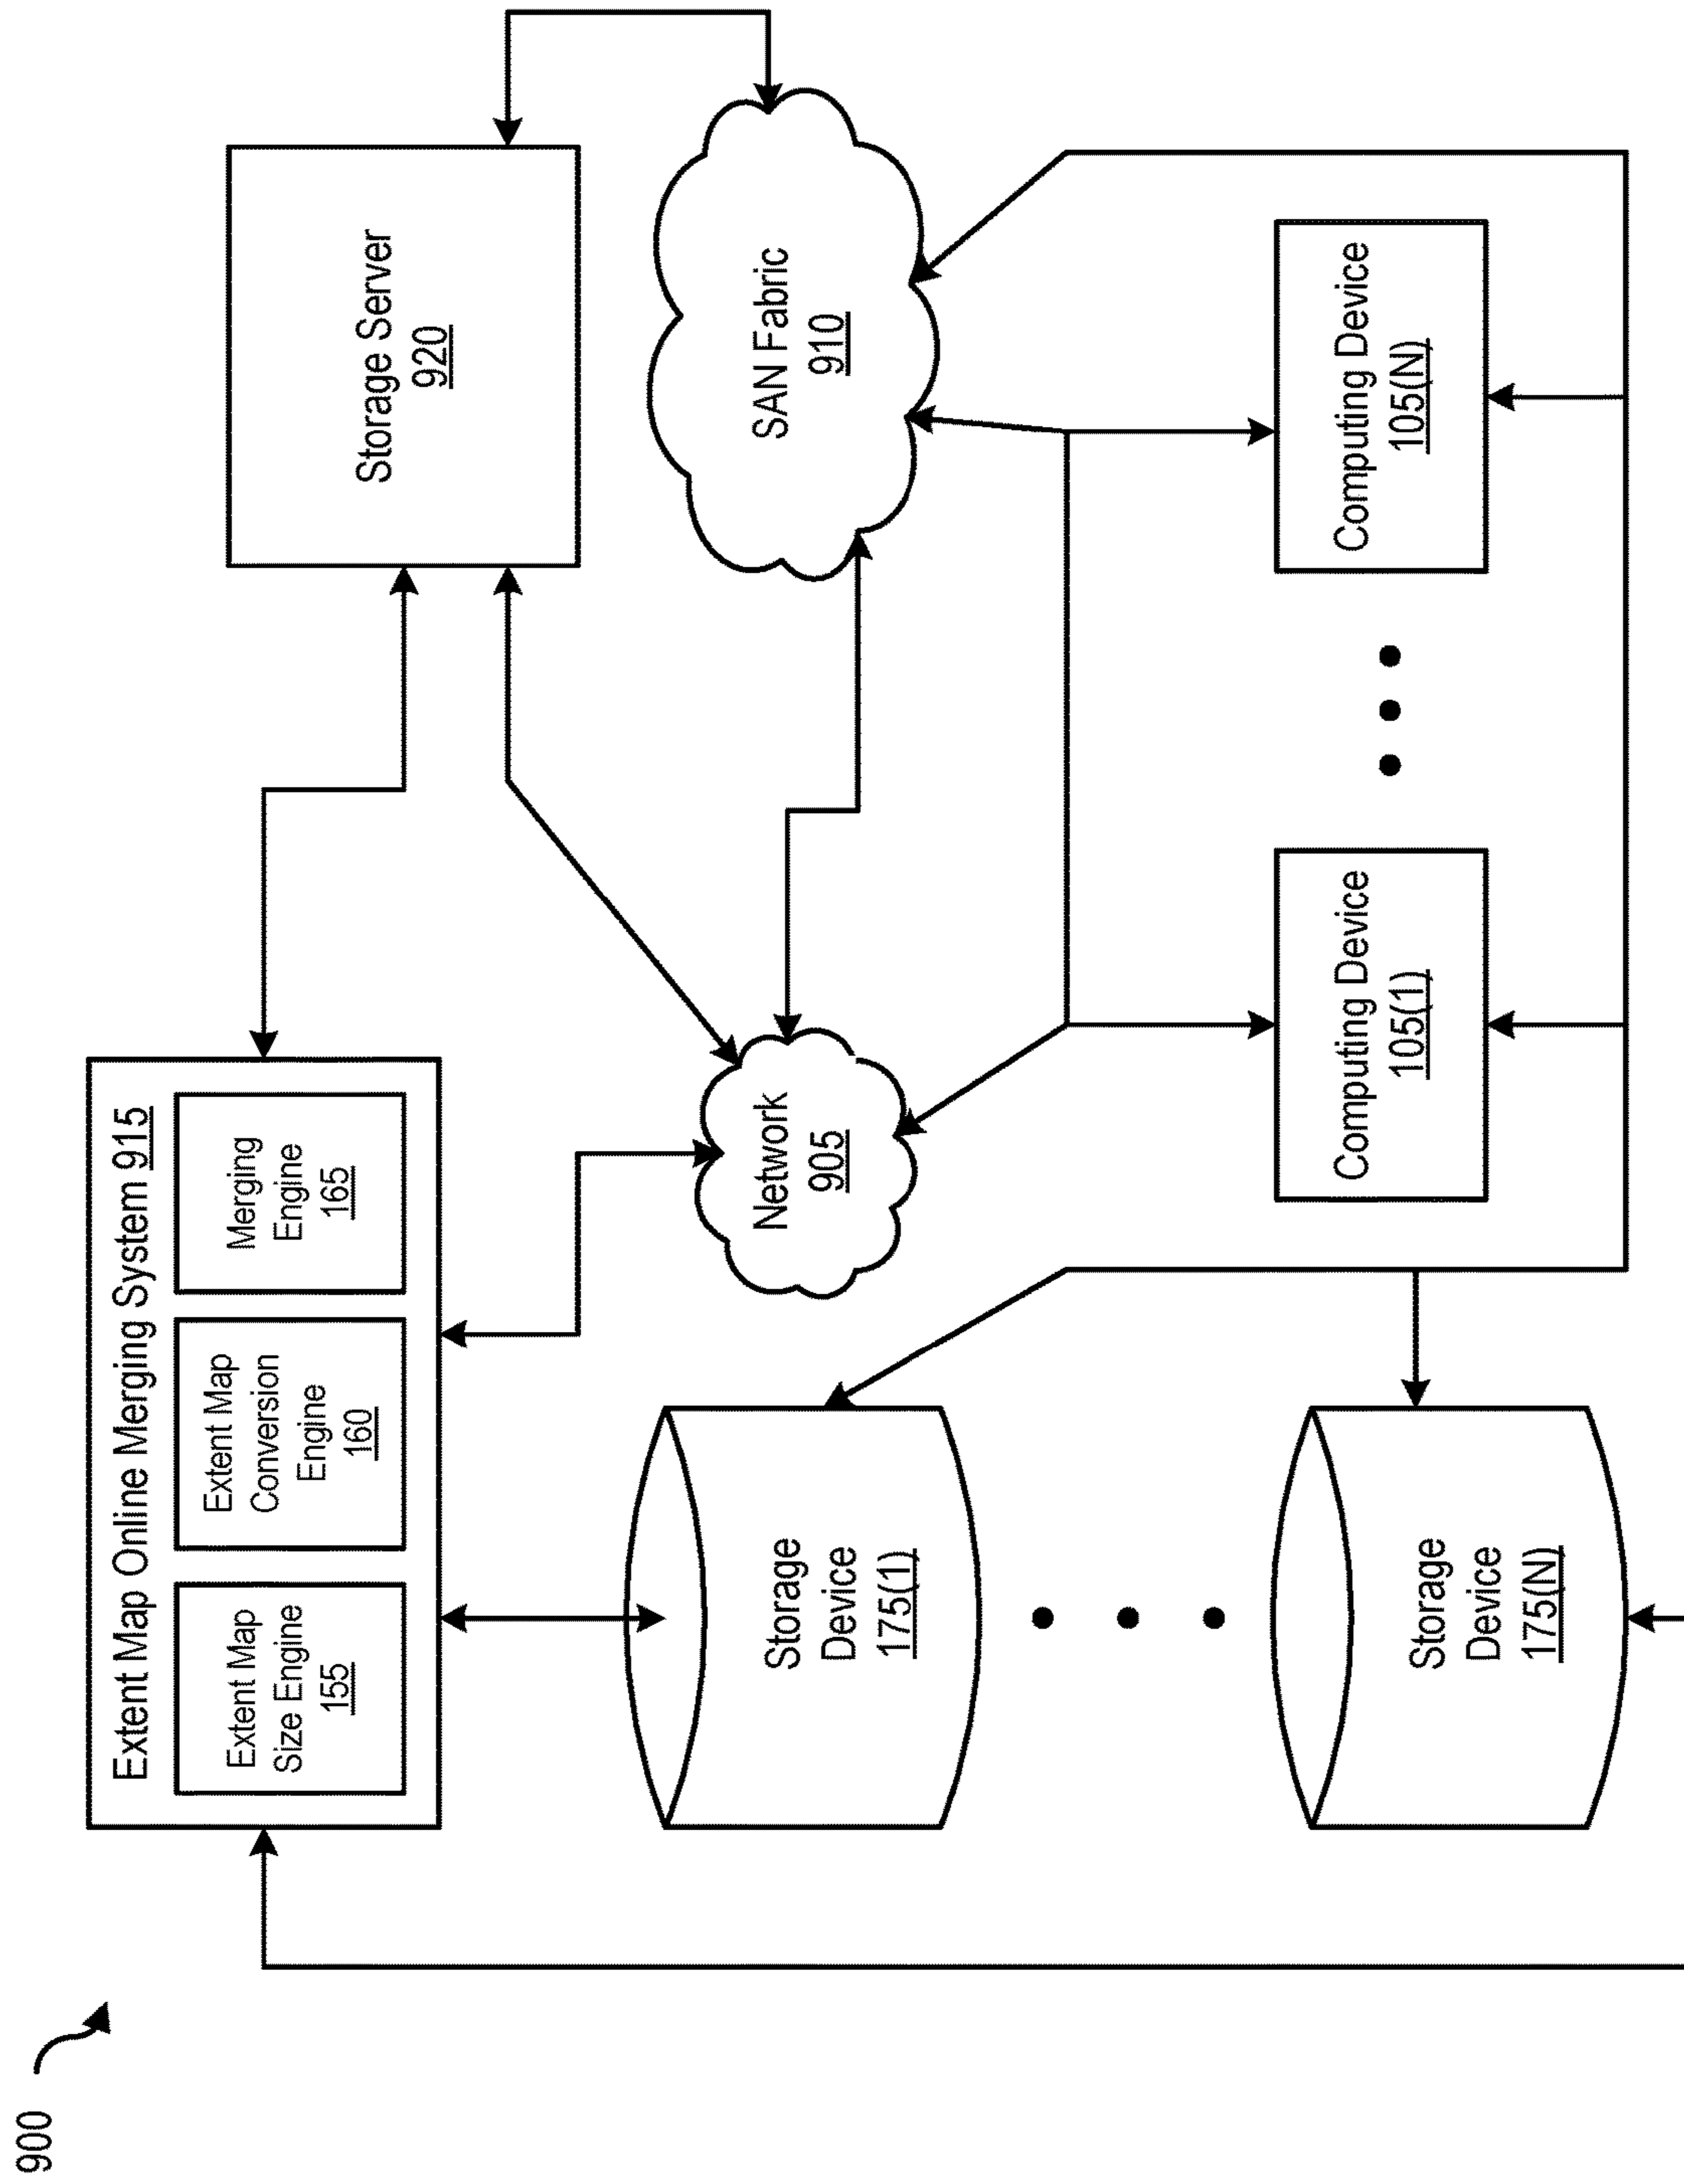 900
Extent Map Online Merging System 915
Extent Map
Size Engine
155
Extent Map
Conversion
Engine
160
Merging
Engine
165
Storage Server
920
Storage
Device
175(1)
Network
905
SAN Fabric
910
Storage
Device
175(N)
Computing Device
105(1)
Computing Device
105(N)